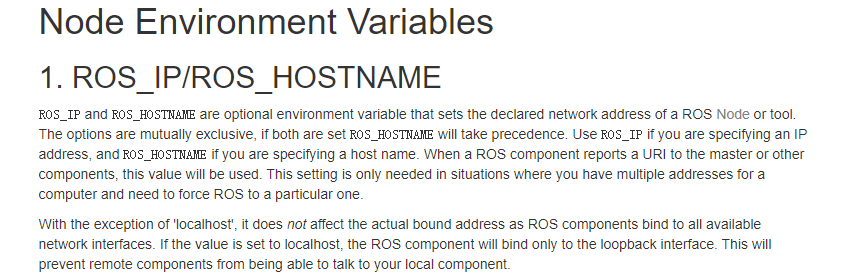 Node Environment Variables
1. ROS_IP/ROS_HOSTNAME
ROS_IP and ROS_HOSTNAME are optional environment variable that sets the declared network address of a ROS Node or tool.
The options are mutually exclusive, if both are set ROS_HOSTNAME will take precedence. Use ROS_IP if you are specifying an IP
address, and ROS_HOSTNAME if you are specifying a host name. When a ROS component reports a URI to the master or other
components, this value will be used. This setting is only needed in situations where you have multiple addresses for a
computer and need to force ROS to a particular one.
With the exception of 'localhost', it does not affect the actual bound address as ROS components bind to all available
network interfaces. If the value is set to localhost, the ROS component will bind only to the loopback interface. This will
prevent remote components from being able to talk to your local component.